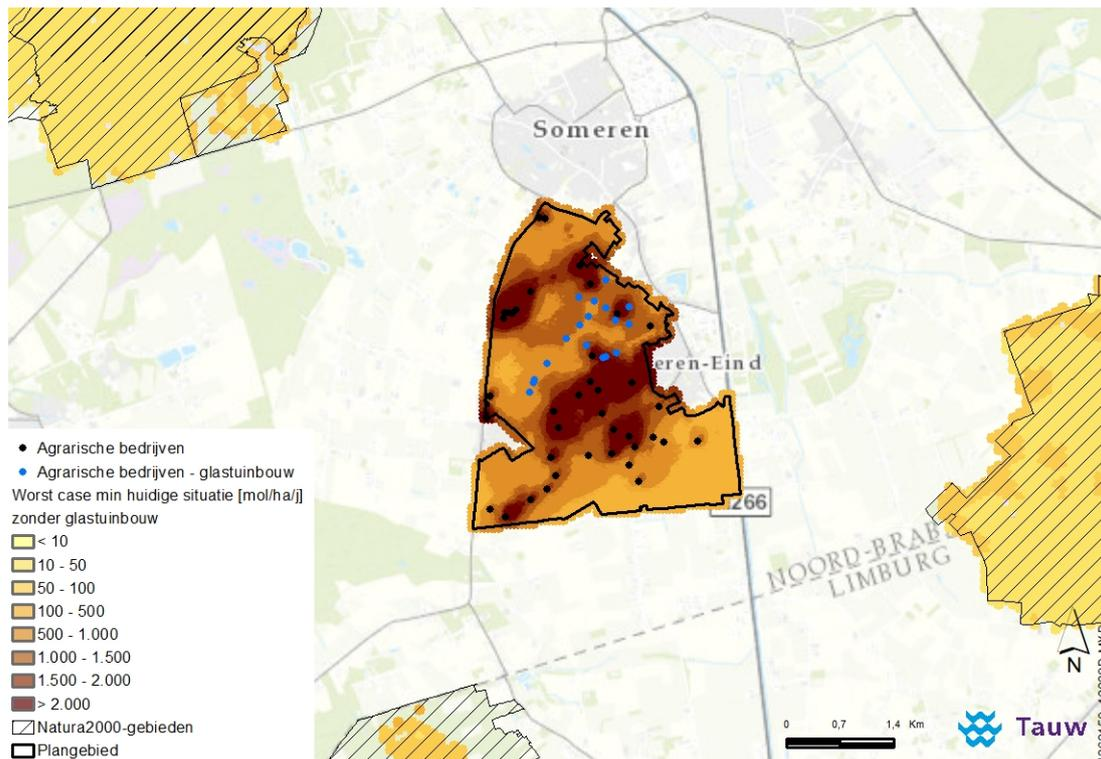 Someren
eren-Eind
266
NOORD-BRAB
LIMBURG
Agrarische bedrijven
Agrarische bedrijven - glastuinbouw
Worst case min huidige situatie [mol/ha/j]
zonder glastuinbouw
< 10
10 - 50
50 - 100
100 - 500
500 - 1.000
1.000 - 1.500
1.500 - 2.000
> 2.000
Natura2000-gebieden
Plangebied
N
0 0,7 1,4 Km
Tauw